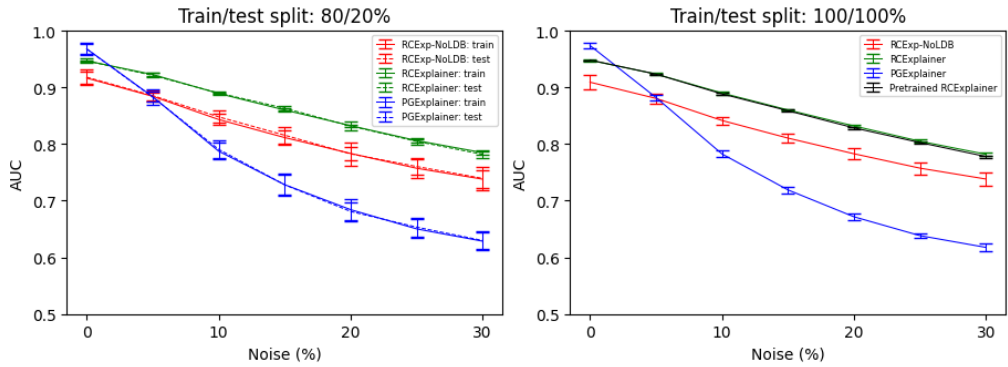 Train/test split: 80/20%
1.0
0.9
0.8
0.7
0.6
0.5
AUC
0
10
20
30
Noise (%)
RCExp-NoLDB: train
RCExp-NoLDB: test
RCExplainer: train
RCExplainer: test
PGExplainer: train
PGExplainer: test
Train/test split: 100/100%
1.0
0.9
0.8
0.7
0.6
0.5
AUC
0
10
20
30
Noise (%)
RCExp-NoLDB
RCExplainer
PGExplainer
Pretrained RCExplainer